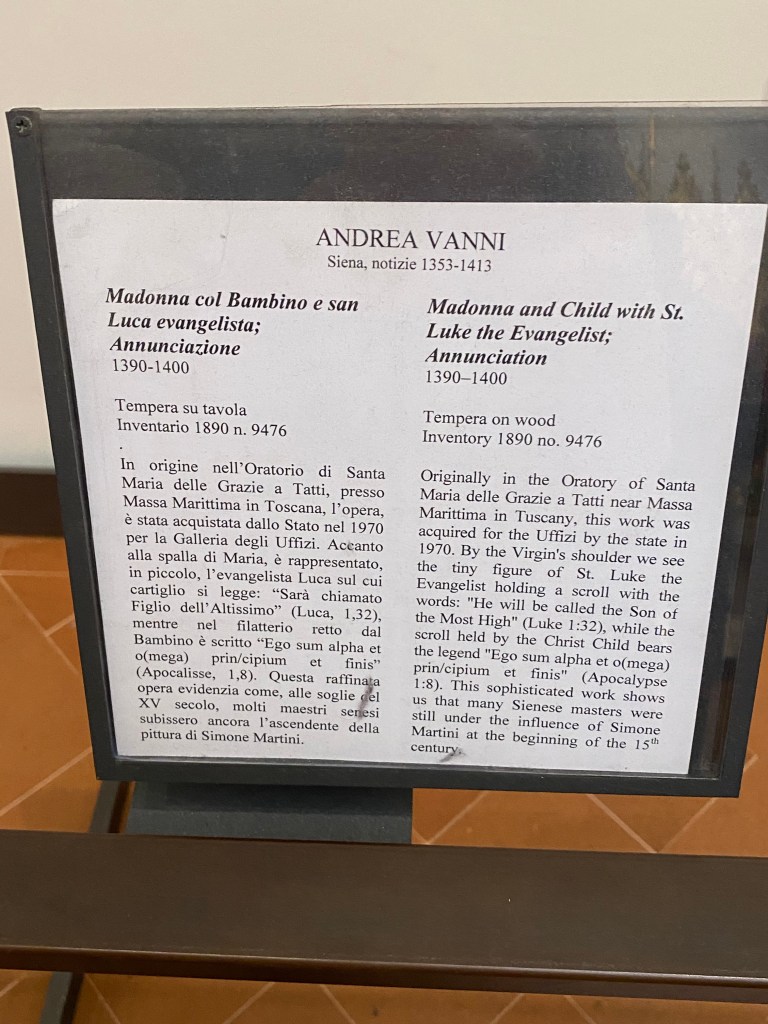 ANDREA VANNI
Siena, notizie 1353-1413
Madonna col Bambino e san
Luca evangelista;
Annunciazione
1390-1400
Tempera su tavola
Inventario 1890 n. 9476
.
In origine nell'Oratorio di Santa
Maria delle Grazie a Tatti, presso
Massa Marittima in Toscana, l'opera,
è stata acquistata dallo Stato nel 1970
per la Galleria degli Uffizi. Accanto
alla spalla di Maria, è rappresentato,
in piccolo, l'evangelista Luca sul cui
cartiglio si legge: “Sarà chiamato
Figlio dell'Altissimo” (Luca, 1,32),
mentre nel filatterio retto dal
Bambino è scritto “Ego sum alpha et
o(mega) prin/cipium et finis”
(Apocalisse, 1,8). Questa raffinata
opera evidenzia come, alle soglie del
XV secolo, molti maestri senesi
subissero ancora l'ascendente della
pittura di Simone Martini.
Madonna and Child with St.
Luke the Evangelist;
Annunciation
1390–1400
Tempera on wood
Inventory 1890 no. 9476
Originally in the Oratory of Santa
Maria delle Grazie a Tatti near Massa
Marittima in Tuscany, this work was
acquired for the Uffizi by the state in
1970. By the Virgin's shoulder we see
the tiny figure of St. Luke the
Evangelist holding a scroll with the
words: "He will be called the Son of
the Most High" (Luke 1:32), while the
scroll held by the Christ Child bears
the legend "Ego sum alpha et o(mega)
prin/cipium et finis" (Apocalypse
1:8). This sophisticated work shows
us that many Sienese masters were
still under the influence of Simone
Martini at the beginning of the 15th
century.